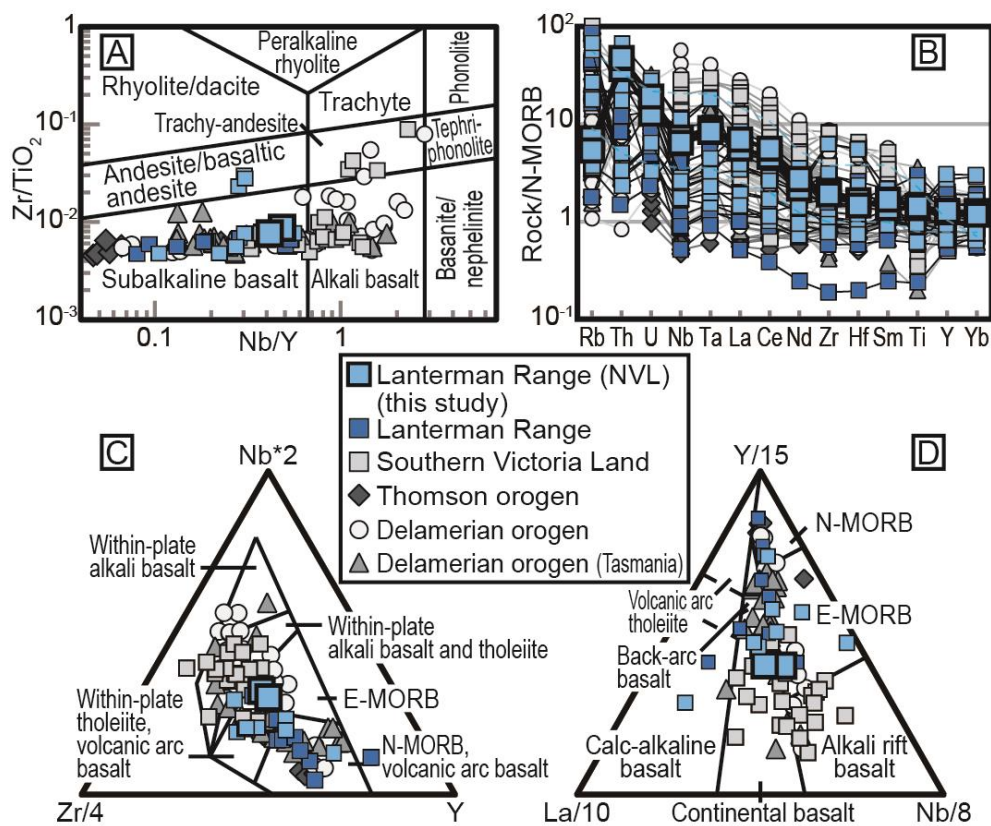 A
Zr/TiO₂
1
10⁻¹
10⁻²
10⁻³
0.1
1
Nb/Y
Peralkaline
rhyolite
Rhyolite/dacite
Trachyte
Phonolite
Trachy-andesite
Tephri-
phonolite
Andesite/basaltic
andesite
Basanite/
nephelinite
Subalkaline basalt
Alkali basalt
B
Rock/N-MORB
10²
10
1
10⁻¹
Rb Th U Nb Ta La Ce Nd Zr Hf Sm Ti Y Yb
Lanterman Range (NVL)
(this study)
Lanterman Range
Southern Victoria Land
Thomson orogen
Delamerian orogen
Delamerian orogen (Tasmania)
C
Nb*2
Within-plate
alkali basalt
Within-plate
alkali basalt and tholeiite
E-MORB
Within-plate
tholeiite,
volcanic arc
basalt
N-MORB,
volcanic arc basalt
Zr/4
Y
D
Y/15
N-MORB
Volcanic arc
tholeiite
E-MORB
Back-arc
basalt
Calc-alkaline
basalt
Alkali rift
basalt
La/10
Continental basalt
Nb/8